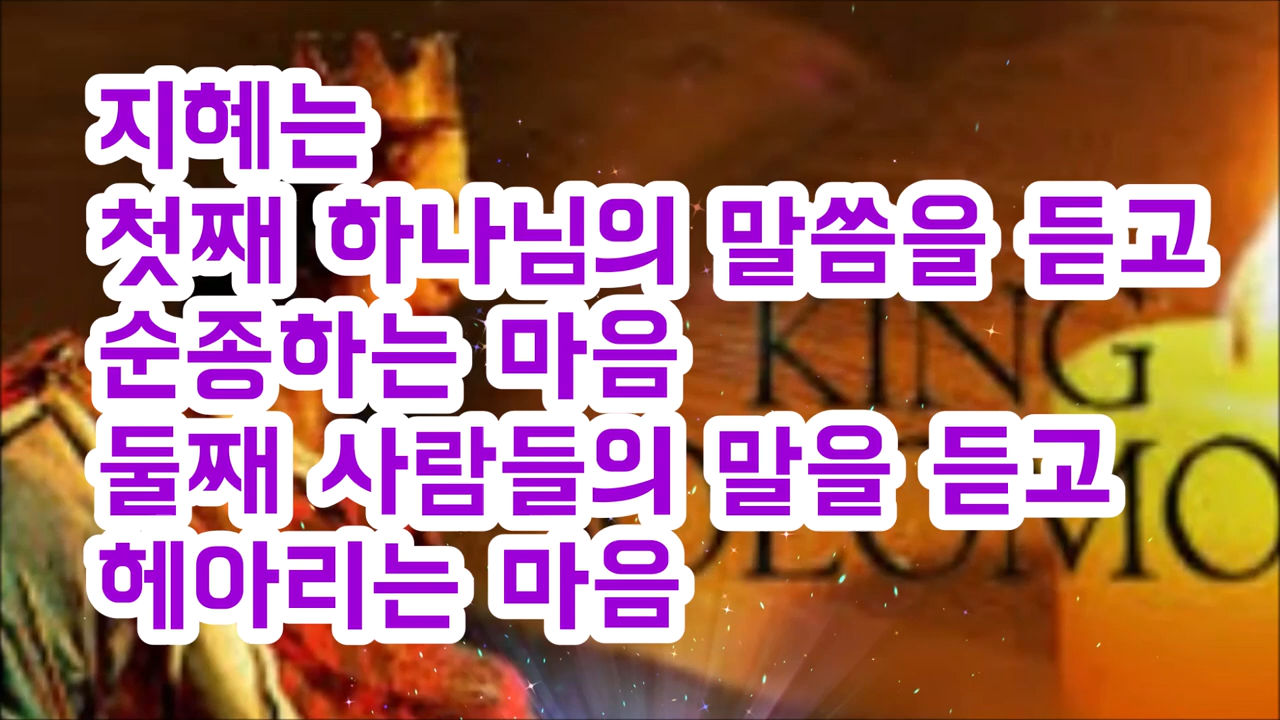 지혜는
첫째 하나님의 말씀을 듣고
순종하는 마음
둘째 사람들의 말을 듣고
헤아리는 마음
KING